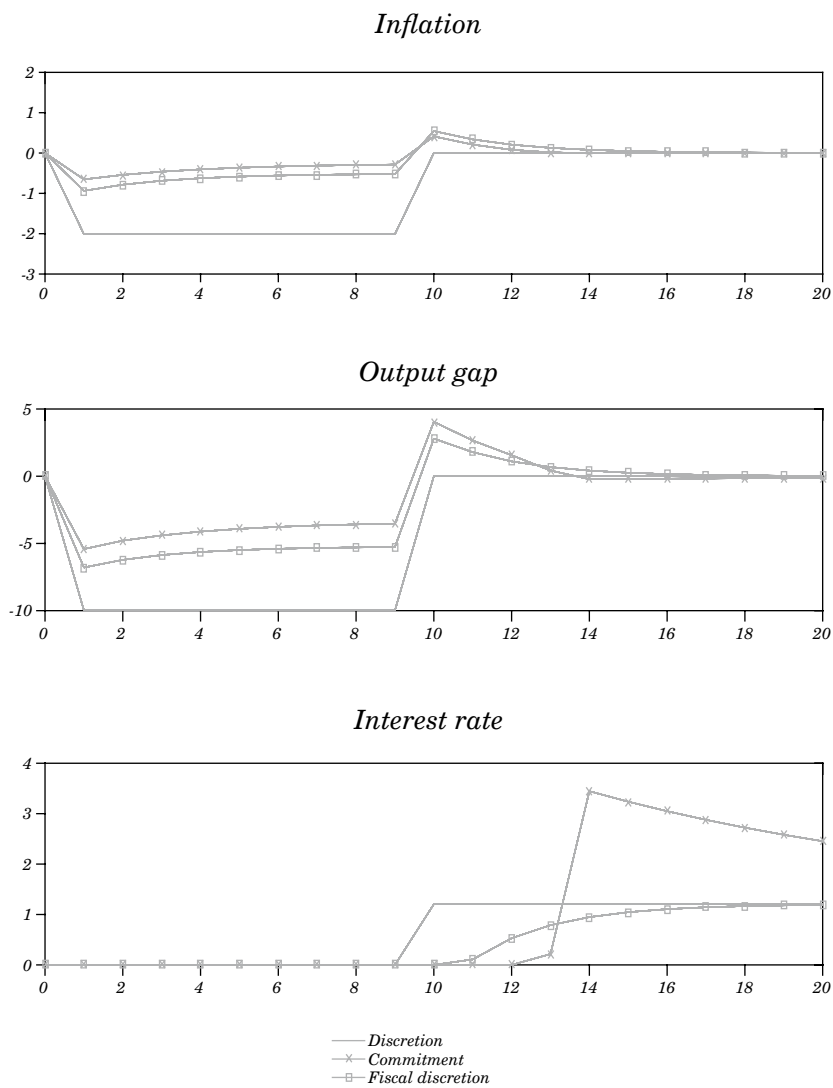 Inflation
2
1
0
-1
-2
-3
0 2 4 6 8 10 12 14 16 18 20
Output gap
5
0
-5
-10
0 2 4 6 8 10 12 14 16 18 20
Interest rate
4
3
2
1
0
0 2 4 6 8 10 12 14 16 18 20
Discretion
Commitment
Fiscal discretion